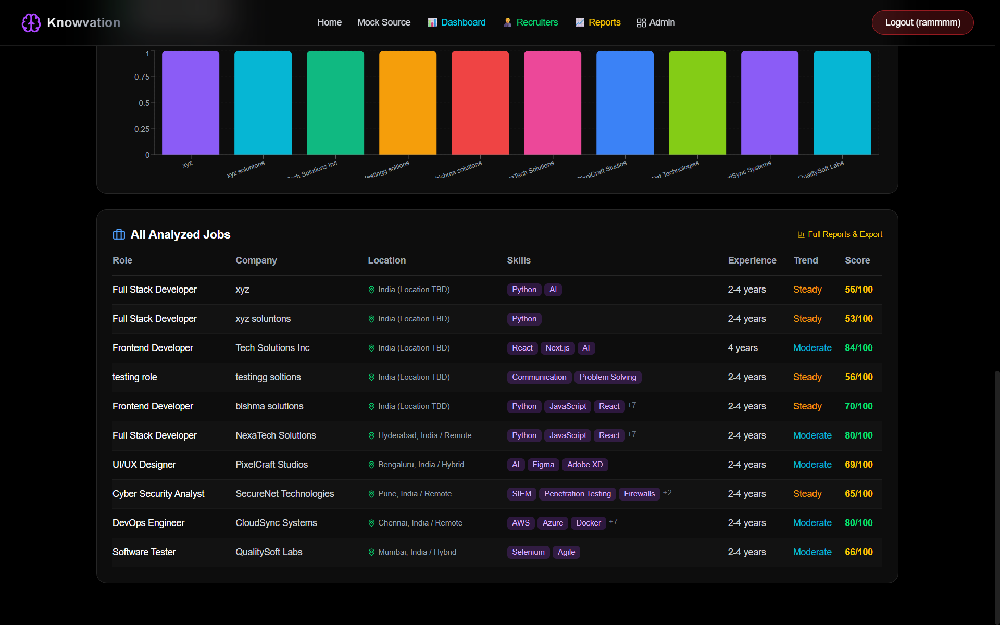 Knowvation
Home Mock Source Dashboard Recruiters Reports Admin
Logout (rammmm)
1
0.75
0.5
0.25
0
xyz
xyz soluntons
Tech Solutions Inc
testingg soltions
bishma solutions
Solutions
PixelCraft Studios
Net Technologies
Systems
QualitySoft Labs
All Analyzed Jobs
Full Reports & Export
Role Company Location Skills Experience Trend Score
Full Stack Developer xyz India (Location TBD) Python AI 2-4 years Steady 56/100
Full Stack Developer xyz soluntons India (Location TBD) Python 2-4 years Steady 53/100
Frontend Developer Tech Solutions Inc India (Location TBD) React Next.js AI 4 years Moderate 84/100
testing role testingg soltions India (Location TBD) Communication Problem Solving 2-4 years Steady 56/100
Frontend Developer bishma solutions India (Location TBD) Python JavaScript React +7 2-4 years Steady 70/100
Full Stack Developer NexaTech Solutions Hyderabad, India / Remote Python JavaScript React +7 2-4 years Moderate 80/100
UI/UX Designer PixelCraft Studios Bengaluru, India / Hybrid AI Figma Adobe XD 2-4 years Moderate 69/100
Cyber Security Analyst SecureNet Technologies Pune, India / Remote SIEM Penetration Testing Firewalls +2 2-4 years Steady 65/100
DevOps Engineer CloudSync Systems Chennai, India / Remote AWS Azure Docker +7 2-4 years Moderate 80/100
Software Tester QualitySoft Labs Mumbai, India / Hybrid Selenium Agile 2-4 years Moderate 66/100